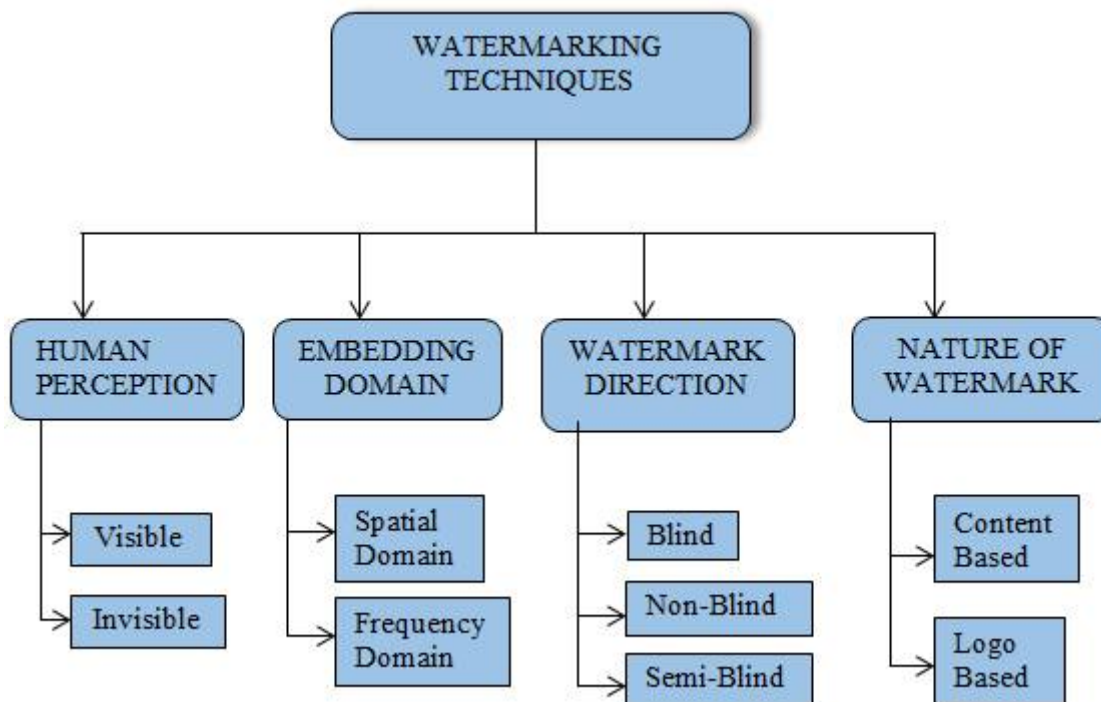 WATERMARKING
TECHNIQUES
HUMAN
PERCEPTION
EMBEDDING
DOMAIN
WATERMARK
DIRECTION
NATURE OF
WATERMARK
Visible
Invisible
Spatial
Domain
Frequency
Domain
Blind
Non-Blind
Semi-Blind
Content
Based
Logo
Based